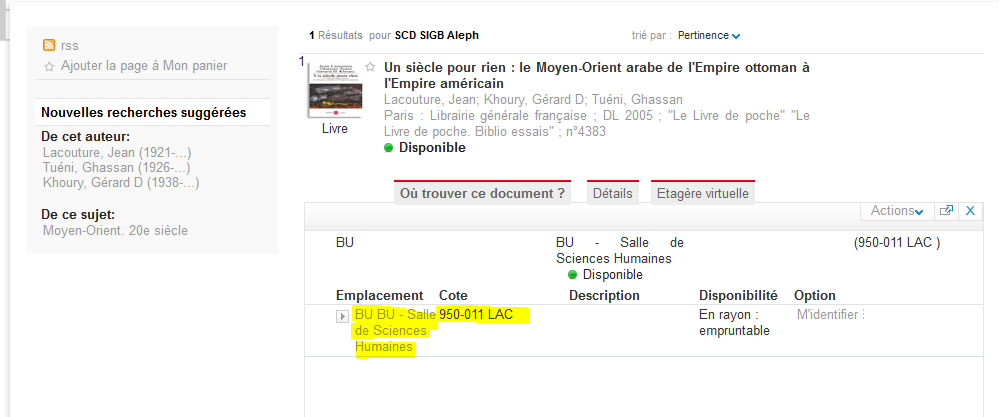 rss
Ajouter la page à Mon panier
Nouvelles recherches suggérées
De cet auteur:
Lacouture, Jean (1921-...)
Tuéni, Ghassan (1926-...)
Khoury, Gérard D (1938-...)
De ce sujet:
Moyen-Orient. 20e siècle
1 Résultats pour SCD SIGB Aleph
trié par : Pertinence
1
Un siècle pour rien
Livre
Un siècle pour rien : le Moyen-Orient arabe de l'Empire ottoman à
l'Empire américain
Lacouture, Jean; Khoury, Gérard D; Tuéni, Ghassan
Paris : Librairie générale française ; DL 2005 ; "Le Livre de poche" "Le
Livre de poche. Biblio essais" ; n°4383
Disponible
Où trouver ce document ?
Détails
Etagère virtuelle
Actions
X
BU
BU - Salle de
Sciences Humaines
Disponible
(950-011 LAC )
Emplacement Cote Description Disponibilité Option
BU BU - Salle
de Sciences
Humaines
950-011 LAC
En rayon :
empruntable
M'identifier :